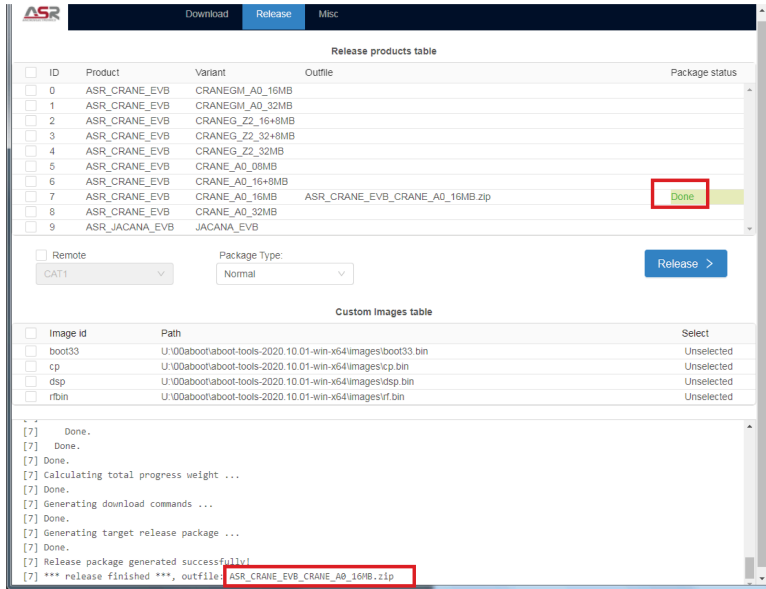 ASR
Download Release Misc
Release products table
ID Product Variant Outfile Package status
0 ASR_CRANE_EVB CRANEGM_A0_16MB
1 ASR_CRANE_EVB CRANEGM_A0_32MB
2 ASR_CRANE_EVB CRANEG_Z2_16+8MB
3 ASR_CRANE_EVB CRANEG_Z2_32+8MB
4 ASR_CRANE_EVB CRANEG_Z2_32MB
5 ASR_CRANE_EVB CRANE_A0_08MB
6 ASR_CRANE_EVB CRANE_A0_16+8MB
7 ASR_CRANE_EVB CRANE_A0_16MB ASR_CRANE_EVB_CRANE_A0_16MB.zip Done
8 ASR_CRANE_EVB CRANE_A0_32MB
9 ASR_JACANA_EVB JACANA_EVB
Remote Package Type:
CAT1 Normal Release >
Custom Images table
Image id Path Select
boot33 U:\00aboot\aboot-tools-2020.10.01-win-x64\images\boot33.bin Unselected
cp U:\00aboot\aboot-tools-2020.10.01-win-x64\images\cp.bin Unselected
dsp U:\00aboot\aboot-tools-2020.10.01-win-x64\images\dsp.bin Unselected
rfbin U:\00aboot\aboot-tools-2020.10.01-win-x64\images\rf.bin Unselected
[7] Done.
[7] Done.
[7] Done.
[7] Calculating total progress weight ...
[7] Done.
[7] Generating download commands ...
[7] Done.
[7] Generating target release package ...
[7] Done.
[7] Release package generated successfully!
[7] *** release finished ***, outfile: ASR_CRANE_EVB_CRANE_A0_16MB.zip